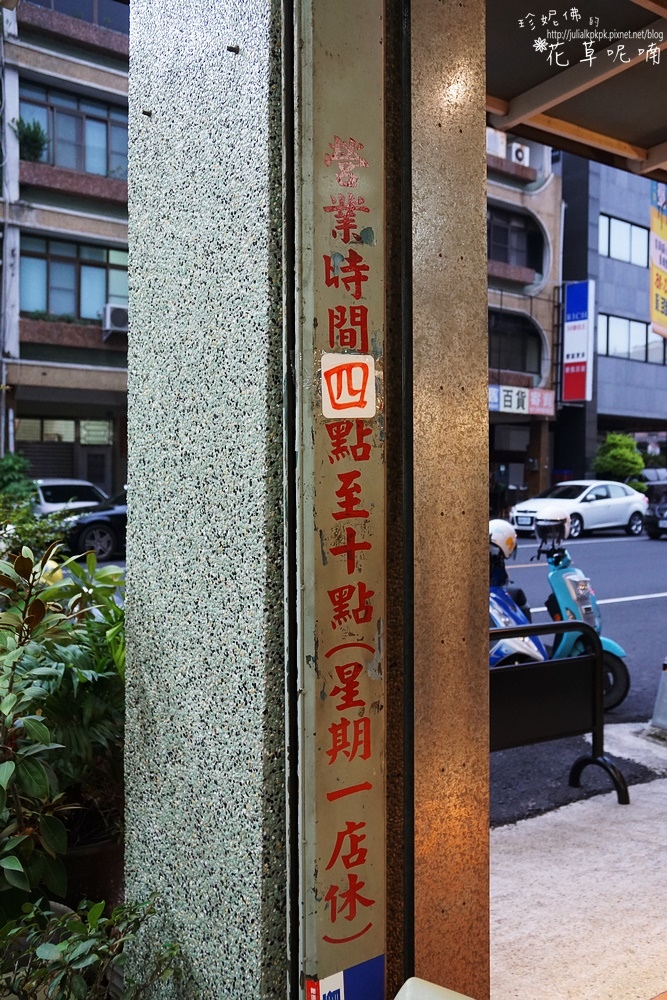 珍妮佛的
http://julialkpkpk.pixnet.net/blog
花草呢喃
營業時間四點至十點(星期一店休)
百貨